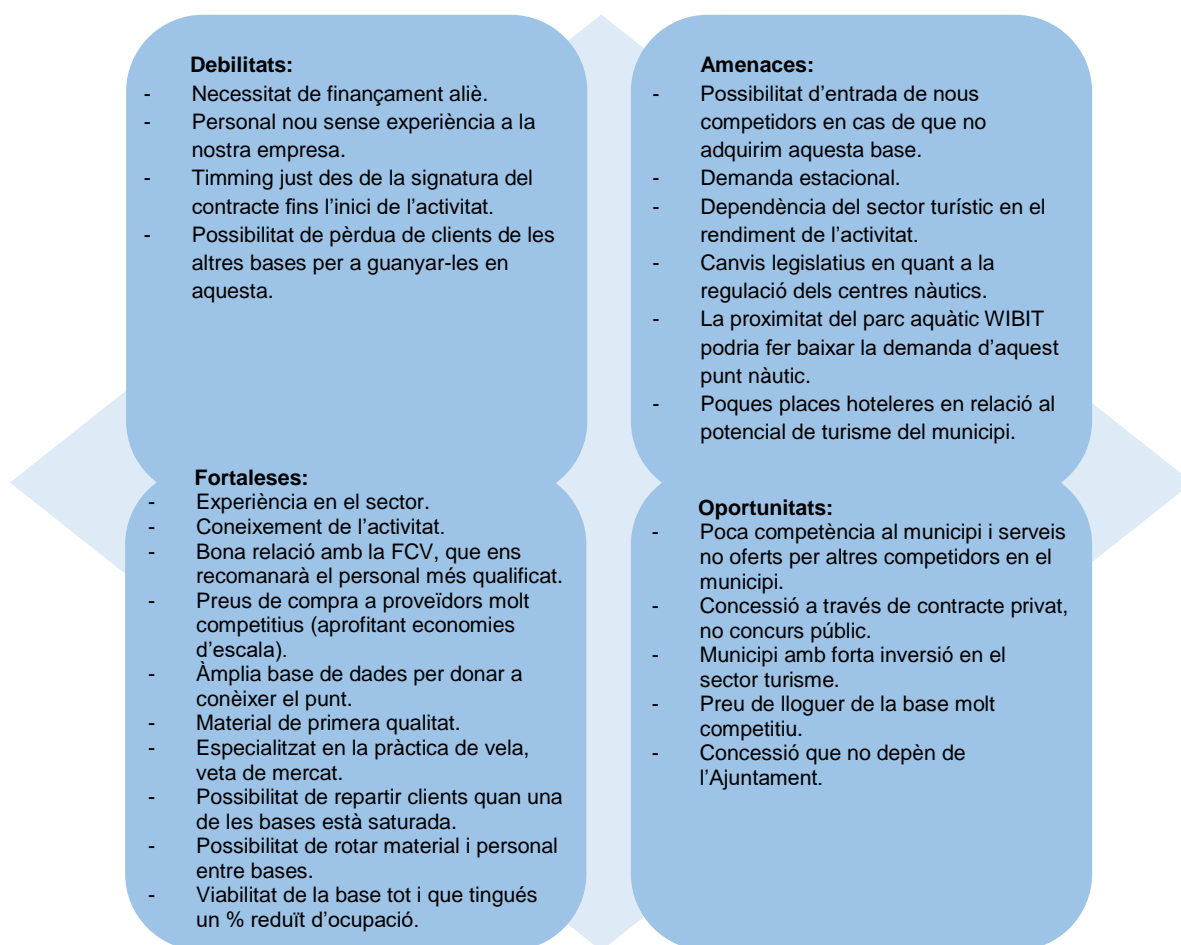 Debilitats:
- Necessitat de finançament aliè.
- Personal nou sense experiència a la
nostra empresa.
- Timming just des de la signatura del
contracte fins l'inici de l'activitat.
- Possibilitat de pèrdua de clients de les
altres bases per a guanyar-les en
aquesta.
Amenaces:
- Possibilitat d'entrada de nous
competidors en cas de que no
adquirim aquesta base.
- Demanda estacional.
- Dependència del sector turístic en el
rendiment de l'activitat.
- Canvis legislatius en quant a la
regulació dels centres nàutics.
- La proximitat del parc aquàtic WIBIT
podria fer baixar la demanda d'aquest
punt nàutic.
- Poques places hoteleres en relació al
potencial de turisme del municipi.
Fortaleses:
- Experiència en el sector.
- Coneixement de l'activitat.
- Bona relació amb la FCV, que ens
recomanarà el personal més qualificat.
- Preus de compra a proveïdors molt
competitius (aprofitant economies
d'escala).
- Àmplia base de dades per donar a
conèixer el punt.
- Material de primera qualitat.
- Especialitzat en la pràctica de vela,
veta de mercat.
- Possibilitat de repartir clients quan una
de les bases està saturada.
- Possibilitat de rotar material i personal
entre bases.
- Viabilitat de la base tot i que tingués
un % reduït d'ocupació.
Oportunitats:
- Poca competència al municipi i serveis
no oferts per altres competidors en el
municipi.
- Concessió a través de contracte privat,
no concurs públic.
- Municipi amb forta inversió en el
sector turisme.
- Preu de lloguer de la base molt
competitiu.
- Concessió que no depèn de
l'Ajuntament.